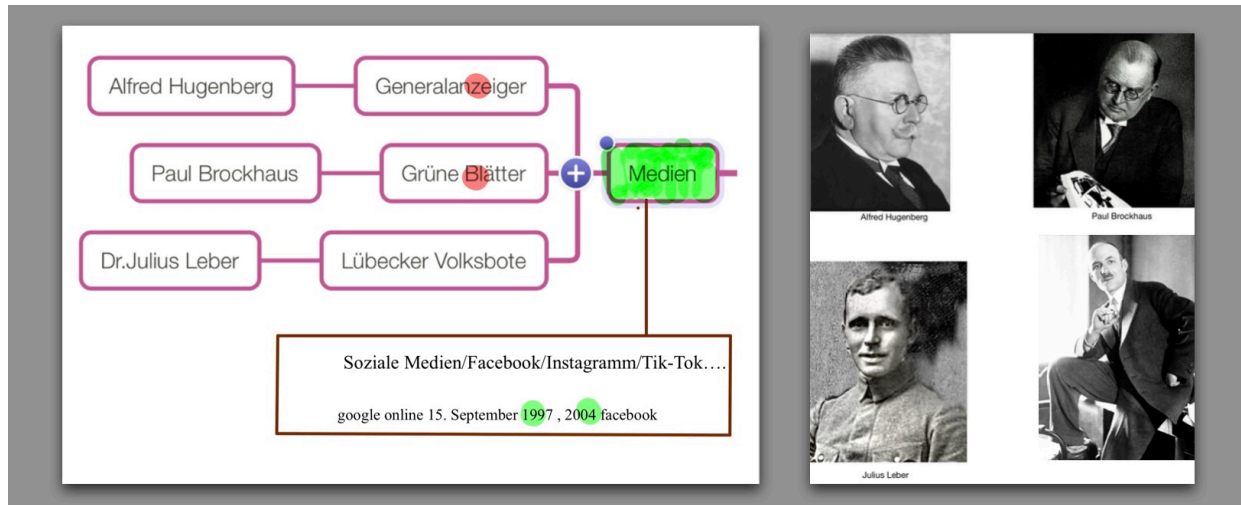 Alfred Hugenberg
Generalanzeiger
Paul Brockhaus
Grüne Blätter
Medien
Dr.Julius Leber
Lübecker Volksbote
Soziale Medien/Facebook/Instagramm/Tik-Tok….
google online 15. September 1997 , 2004 facebook
Alfred Hugenberg
Paul Brockhaus
Julius Leber